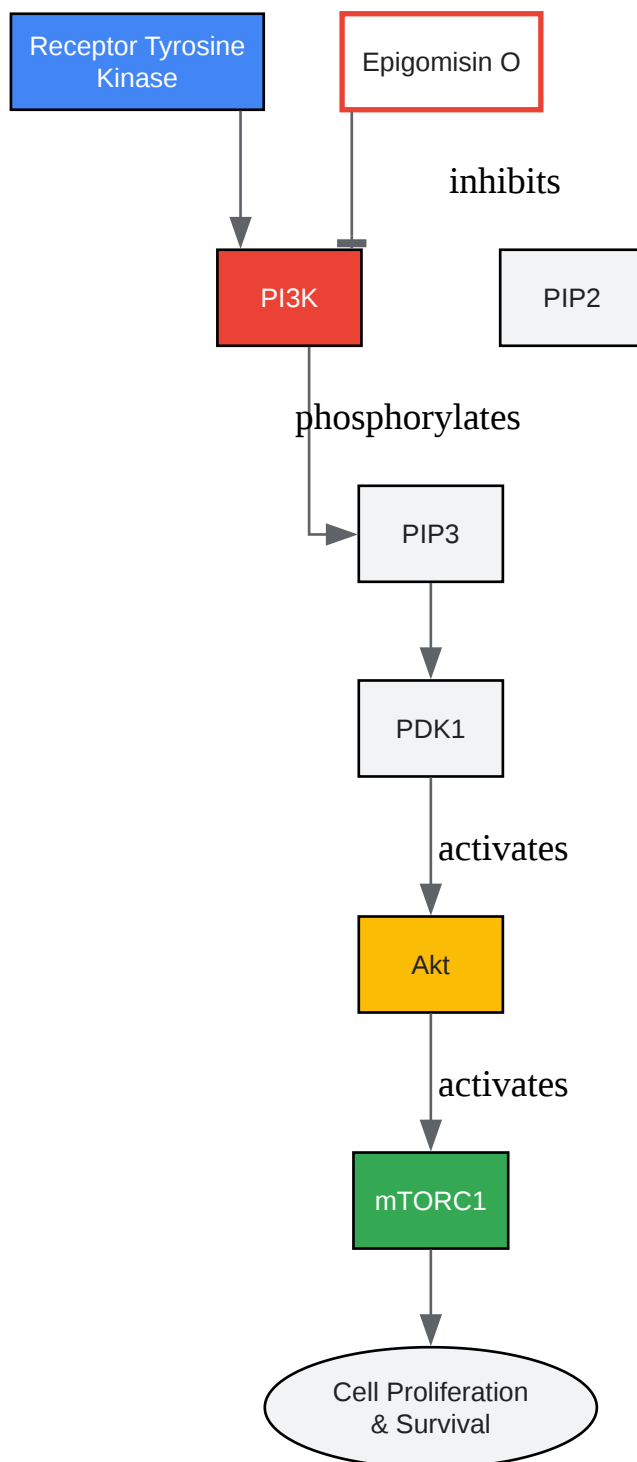 Receptor Tyrosine
Kinase
Epigomisin O
inhibits
PI3K
PIP2
phosphorylates
PIP3
PDK1
activates
Akt
activates
mTORC1
Cell Proliferation
& Survival